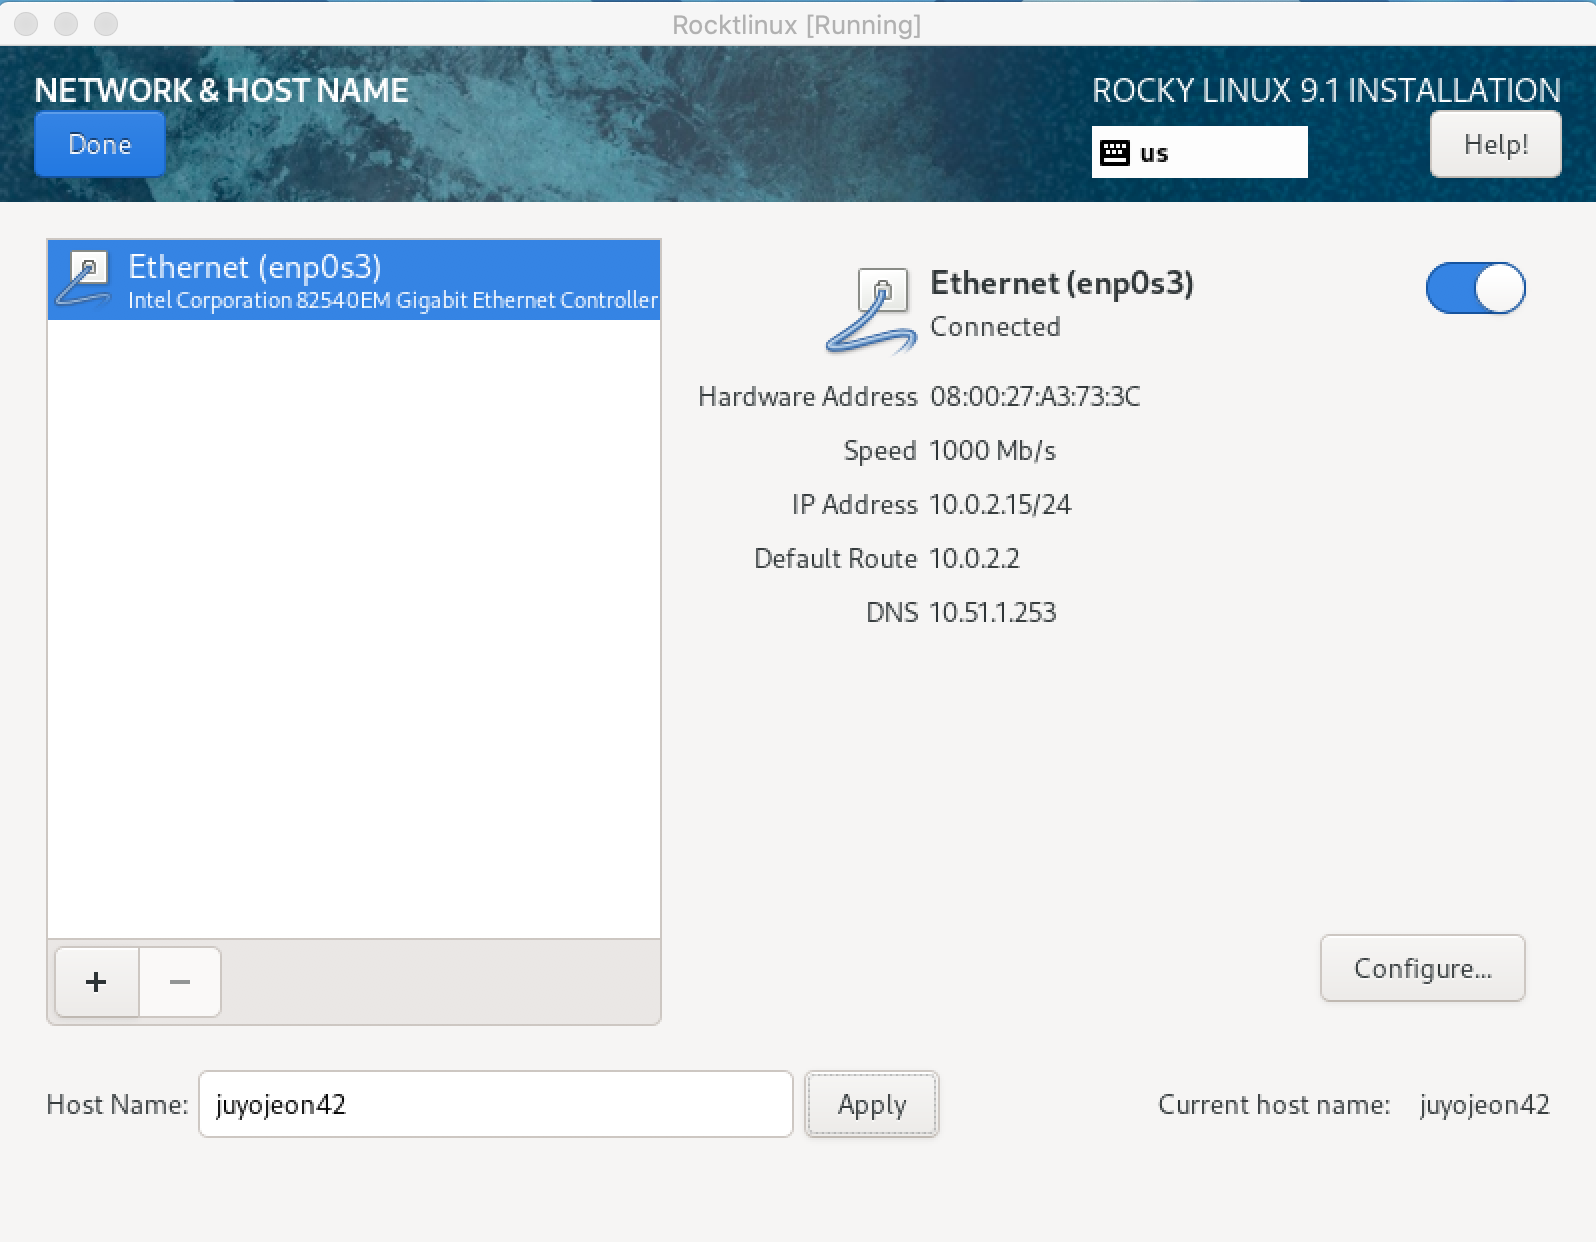 Rocktlinux [Running]
NETWORK & HOST NAME
ROCKY LINUX 9.1 INSTALLATION
Done
us
Help!
Ethernet (enp0s3)
Intel Corporation 82540EM Gigabit Ethernet Controller
Ethernet (enp0s3)
Connected
Hardware Address 08:00:27:A3:73:3C
Speed 1000 Mb/s
IP Address 10.0.2.15/24
Default Route 10.0.2.2
DNS 10.51.1.253
+ −
Configure...
Host Name: juyojeon42 Apply Current host name: juyojeon42